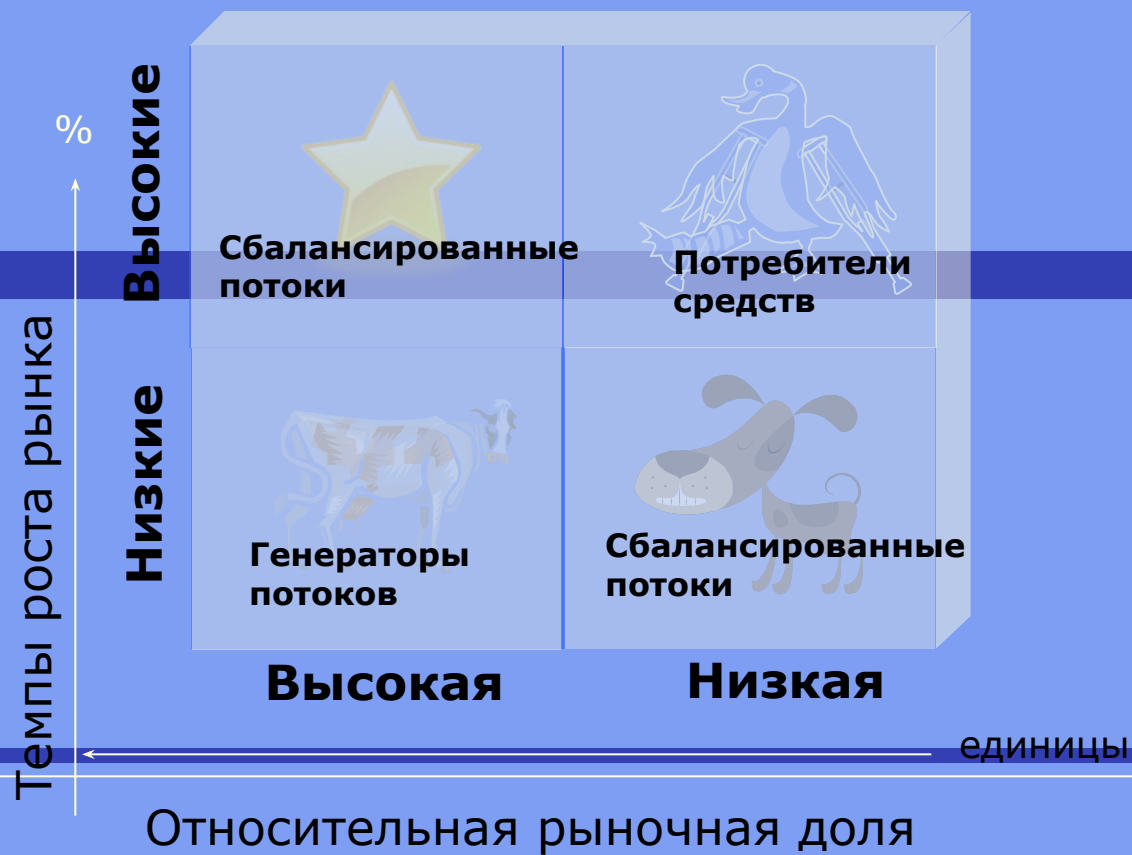 %
Высокие
Сбалансированные
потоки
Потребители
средств
Темпы роста рынка
Низкие
Генераторы
потоков
Сбалансированные
потоки
Высокая
Низкая
единицы
Относительная рыночная доля